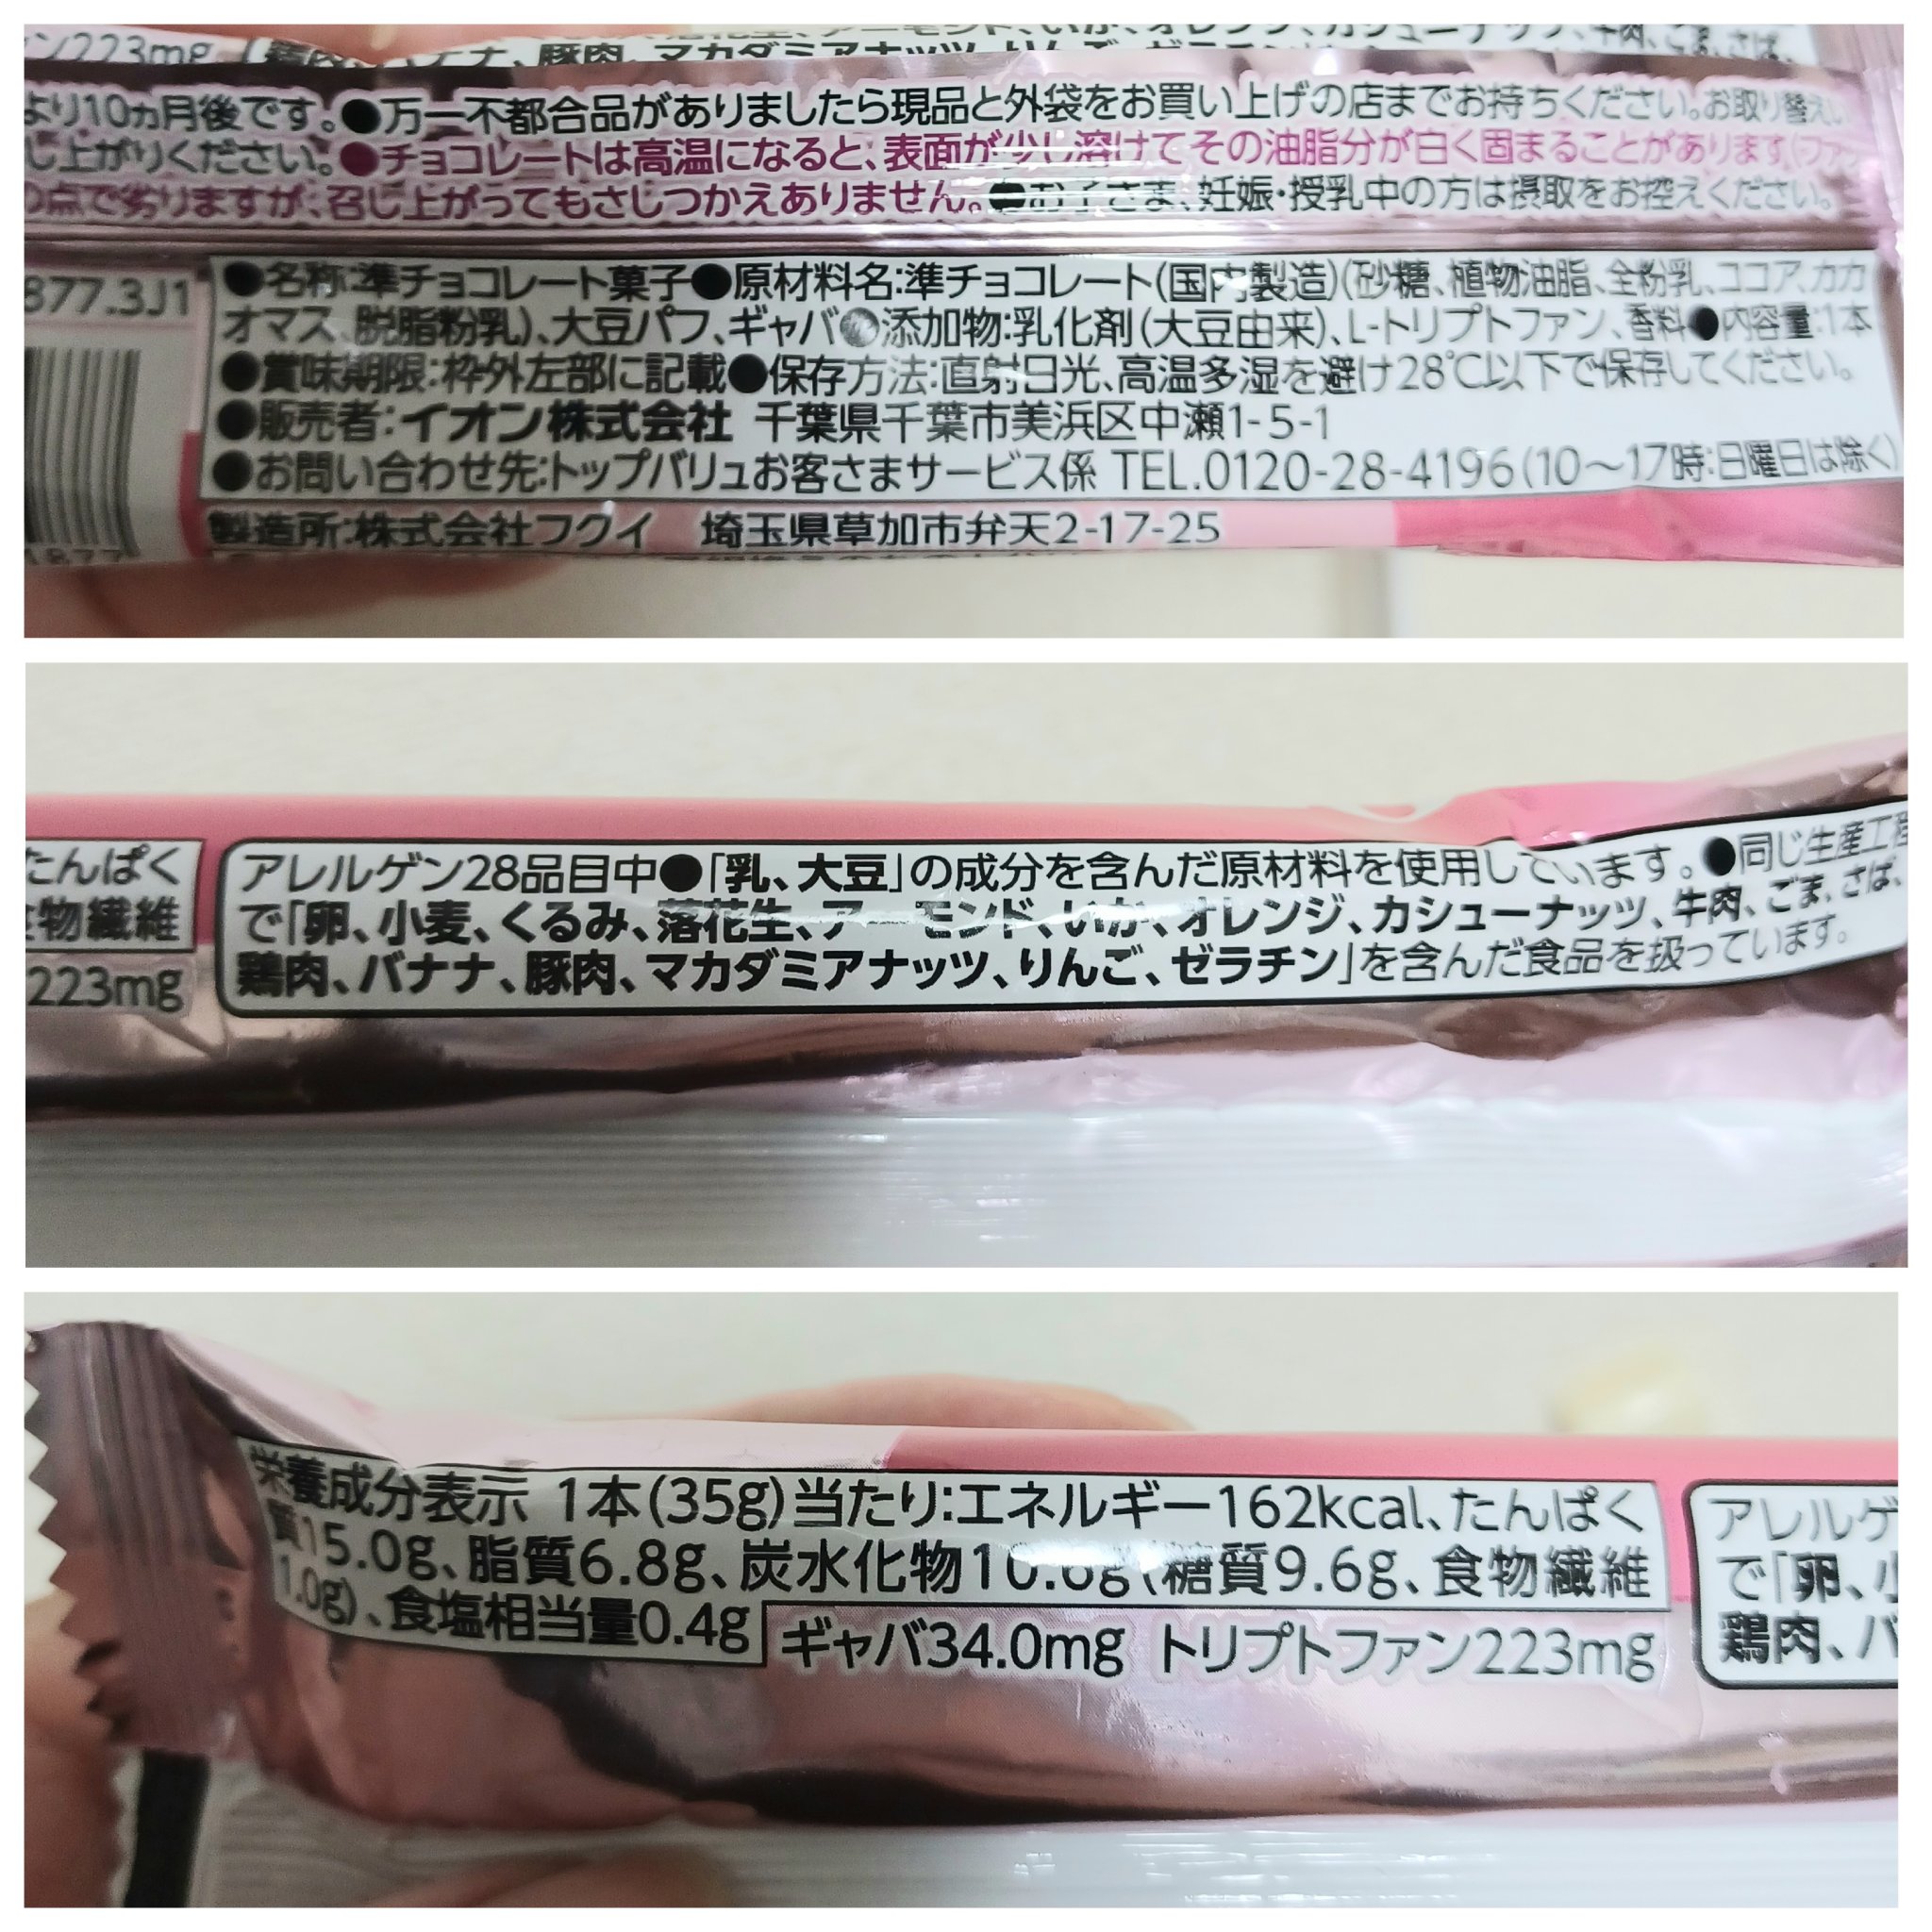 ン223mg
豚肉、マカダミアナッツ、りんご、ゼラチン
より10ヵ月後です。●万一不都合品がありましたら現品と外袋をお買い上げの店までお持ちください。お取り替えい
し上がりください。●チョコレートは高温になると、表面が少し溶けてその油脂分が白く固まることがあります(ファ
の点で劣りますが、召し上がってもさしつかえありません。●お子さま、妊娠・授乳中の方は摂取をお控えください。
877.3J1
●名称:準チョコレート菓子●原材料名:準チョコレート(国内製造)(砂糖、植物油脂、全粉乳、ココア、カカ
オマス、脱脂粉乳)、大豆パフ、ギャバ 添加物:乳化剤(大豆由来)、L-トリプトファン、香料●内容量:1本
●賞味期限:枠外左部に記載●保存方法:直射日光、高温多湿を避け28℃以下で保存してください。
●販売者:イオン株式会社 千葉県千葉市美浜区中瀬1-5-1
●お問い合わせ先:トップバリュお客さまサービス係 TEL.0120-28-4196(10～17時:日曜日は除く)
製造所:株式会社フクイ 埼玉県草加市弁天2-17-25
たんぱく
食物繊維
223mg
アレルゲン28品目中●「乳、大豆」の成分を含んだ原材料を使用しています。●同じ生産工程
で「卵、小麦、くるみ、落花生、アーモンド、いか、オレンジ、カシューナッツ、牛肉、ごま、さば、
鶏肉、バナナ、豚肉、マカダミアナッツ、りんご、ゼラチン」を含んだ食品を扱っています。
栄養成分表示 1本(35g)当たり:エネルギー162kcal、たんぱく
質15.0g、脂質6.8g、炭水化物10.6g(糖質9.6g、食物繊維
1.0g)、食塩相当量0.4g
ギャバ34.0mg トリプトファン223mg
アレルゲ
で「卵、小
鶏肉、バ